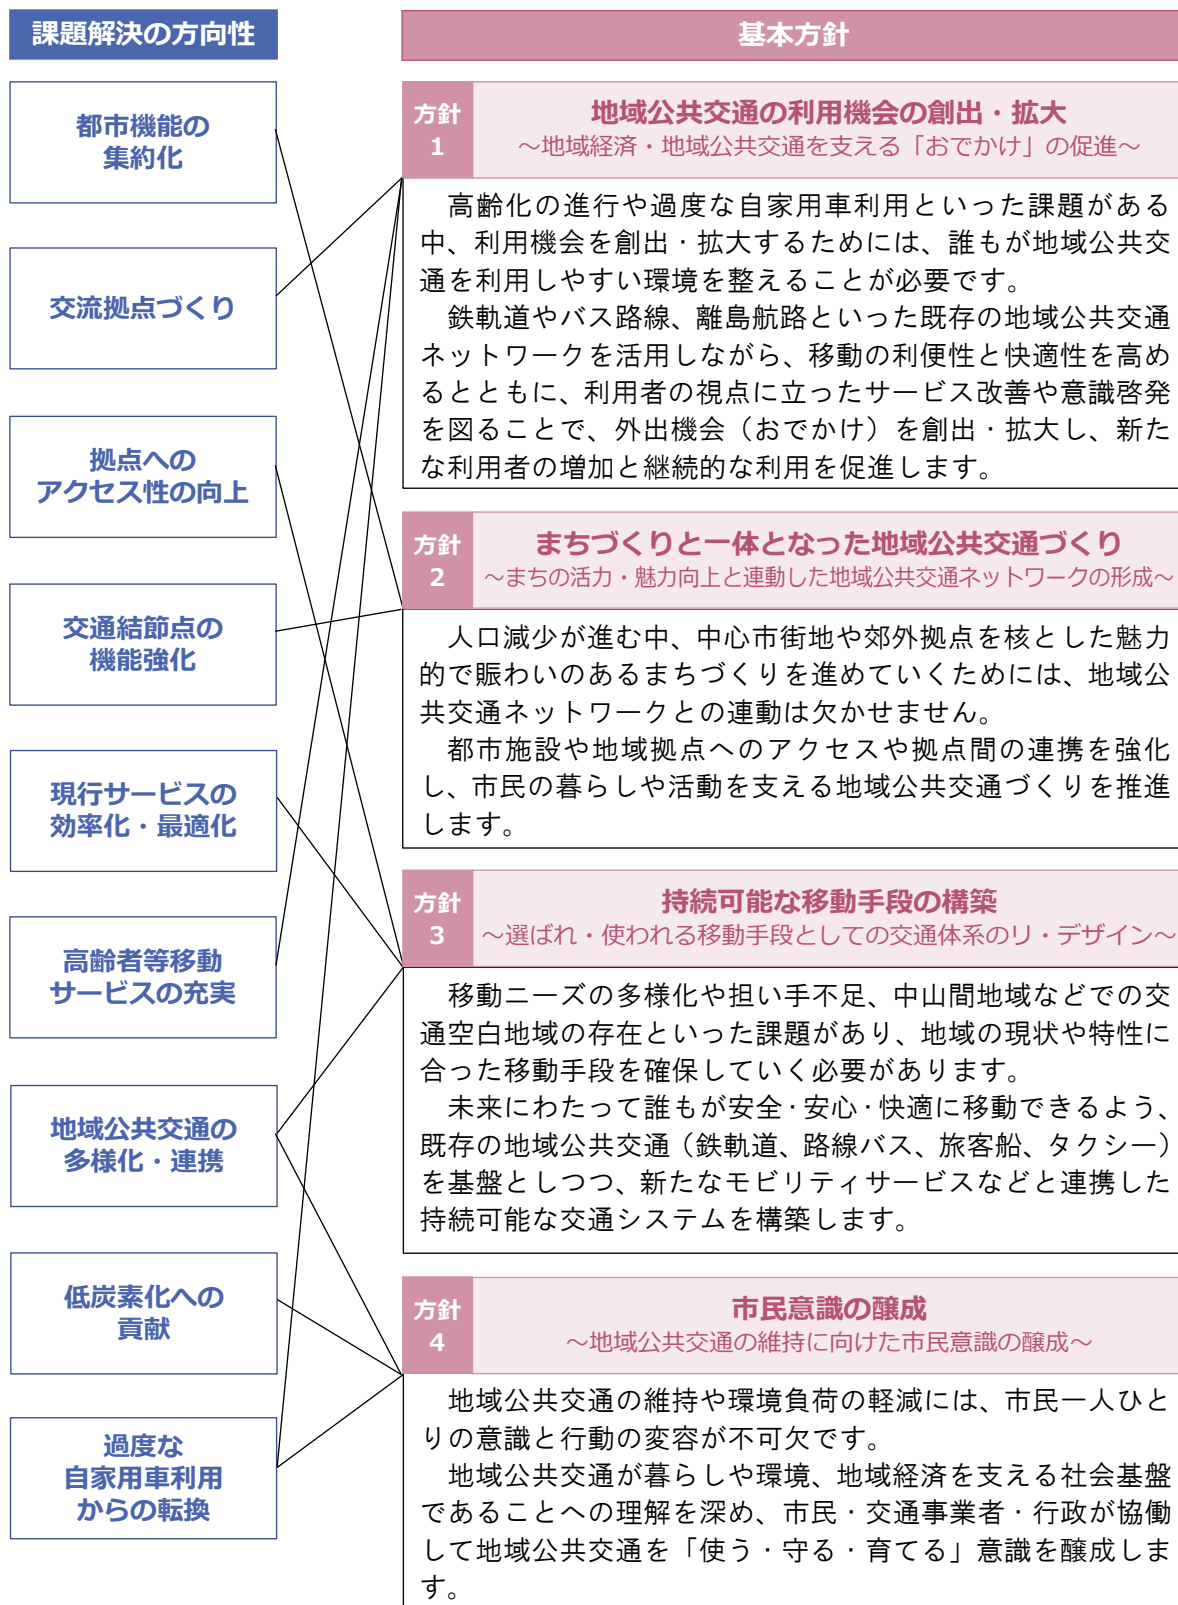 課題解決の方向性
都市機能の
集約化
交流拠点づくり
拠点への
アクセス性の向上
交通結節点の
機能強化
現行サービスの
効率化・最適化
高齢者等移動
サービスの充実
地域公共交通の
多様化・連携
低炭素化への
貢献
過度な
自家用車利用
からの転換
基本方針
方針
1
地域公共交通の利用機会の創出・拡大
～地域経済・地域公共交通を支える「おでかけ」の促進～
高齢化の進行や過度な自家用車利用といった課題がある
中、利用機会を創出・拡大するためには、誰もが地域公共交
通を利用しやすい環境を整えることが必要です。
鉄軌道やバス路線、離島航路といった既存の地域公共交通
ネットワークを活用しながら、移動の利便性と快適性を高め
るとともに、利用者の視点に立ったサービス改善や意識啓発
を図ることで、外出機会（おでかけ）を創出・拡大し、新た
な利用者の増加と継続的な利用を促進します。
方針
2
まちづくりと一体となった地域公共交通づくり
～まちの活力・魅力向上と連動した地域公共交通ネットワークの形成～
人口減少が進む中、中心市街地や郊外拠点を核とした魅力
的で賑わいのあるまちづくりを進めていくためには、地域公
共交通ネットワークとの連動は欠かせません。
都市施設や地域拠点へのアクセスや拠点間の連携を強化
し、市民の暮らしや活動を支える地域公共交通づくりを推進
します。
方針
3
持続可能な移動手段の構築
～選ばれ・使われる移動手段としての交通体系のリ・デザイン～
移動ニーズの多様化や担い手不足、中山間地域などでの交
通空白地域の存在といった課題があり、地域の現状や特性に
合った移動手段を確保していく必要があります。
未来にわたって誰もが安全・安心・快適に移動できるよう、
既存の地域公共交通（鉄軌道、路線バス、旅客船、タクシー）
を基盤としつつ、新たなモビリティサービスなどと連携した
持続可能な交通システムを構築します。
方針
4
市民意識の醸成
～地域公共交通の維持に向けた市民意識の醸成～
地域公共交通の維持や環境負荷の軽減には、市民一人ひと
りの意識と行動の変容が不可欠です。
地域公共交通が暮らしや環境、地域経済を支える社会基盤
であることへの理解を深め、市民・交通事業者・行政が協働
して地域公共交通を「使う・守る・育てる」意識を醸成しま
す。